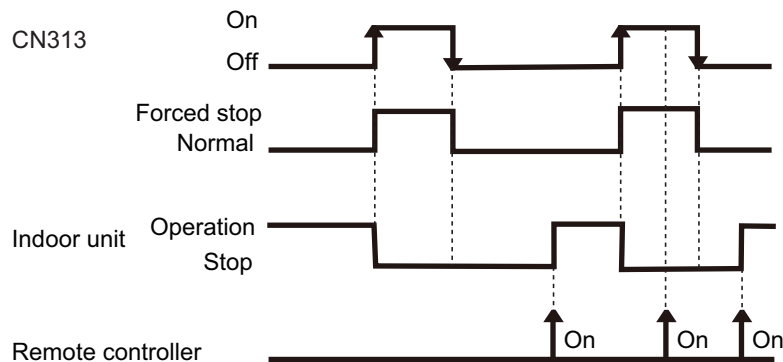 CN313
On
Off
Forced stop
Normal
Indoor unit
Operation
Stop
Remote controller
On
On
On